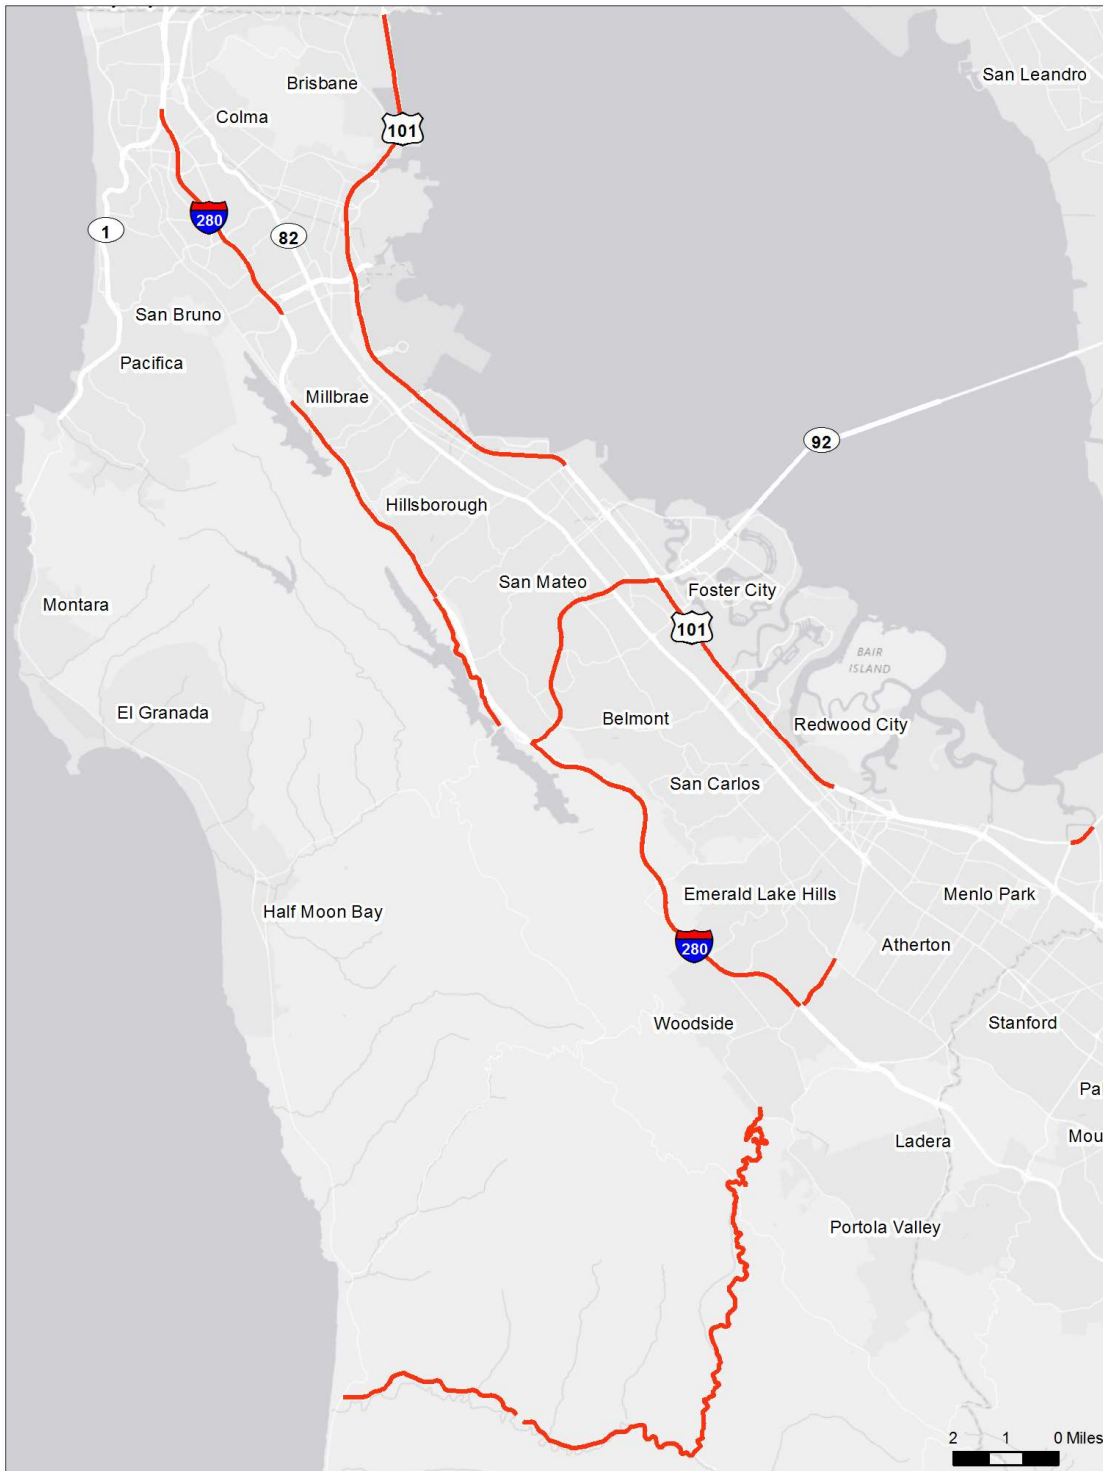 San Leandro
Brisbane
Colma
101
280
1
82
San Bruno
Pacifica
Millbrae
92
Hillsborough
San Mateo
Foster City
Montara
101
BAIR
ISLAND
El Granada
Belmont
Redwood City
San Carlos
Emerald Lake Hills
Menlo Park
Half Moon Bay
Atherton
280
Woodside
Stanford
Pa
Ladera
Mou
Portola Valley
2 1 0 Miles